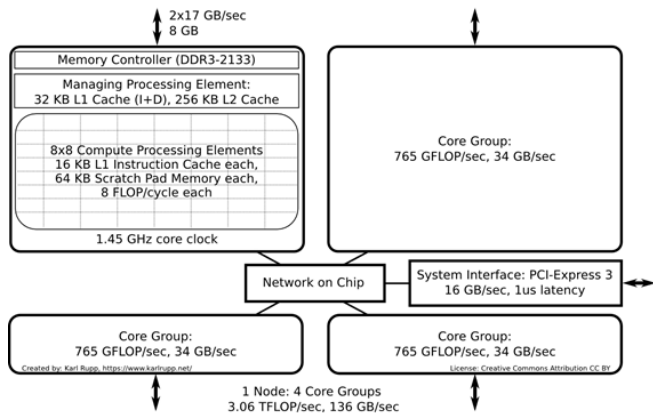 2x17 GB/sec
8 GB
Memory Controller (DDR3-2133)
Managing Processing Element:
32 KB L1 Cache (I+D), 256 KB L2 Cache
8x8 Compute Processing Elements
16 KB L1 Instruction Cache each,
64 KB Scratch Pad Memory each,
8 FLOP/cycle each
1.45 GHz core clock
Core Group:
765 GFLOP/sec, 34 GB/sec
Network on Chip
System Interface: PCI-Express 3
16 GB/sec, 1us latency
Core Group:
765 GFLOP/sec, 34 GB/sec
Created by: Karl Rupp, https://www.karlrupp.net/
Core Group:
765 GFLOP/sec, 34 GB/sec
License: Creative Commons Attribution CC BY
1 Node: 4 Core Groups
3.06 TFLOP/sec, 136 GB/sec